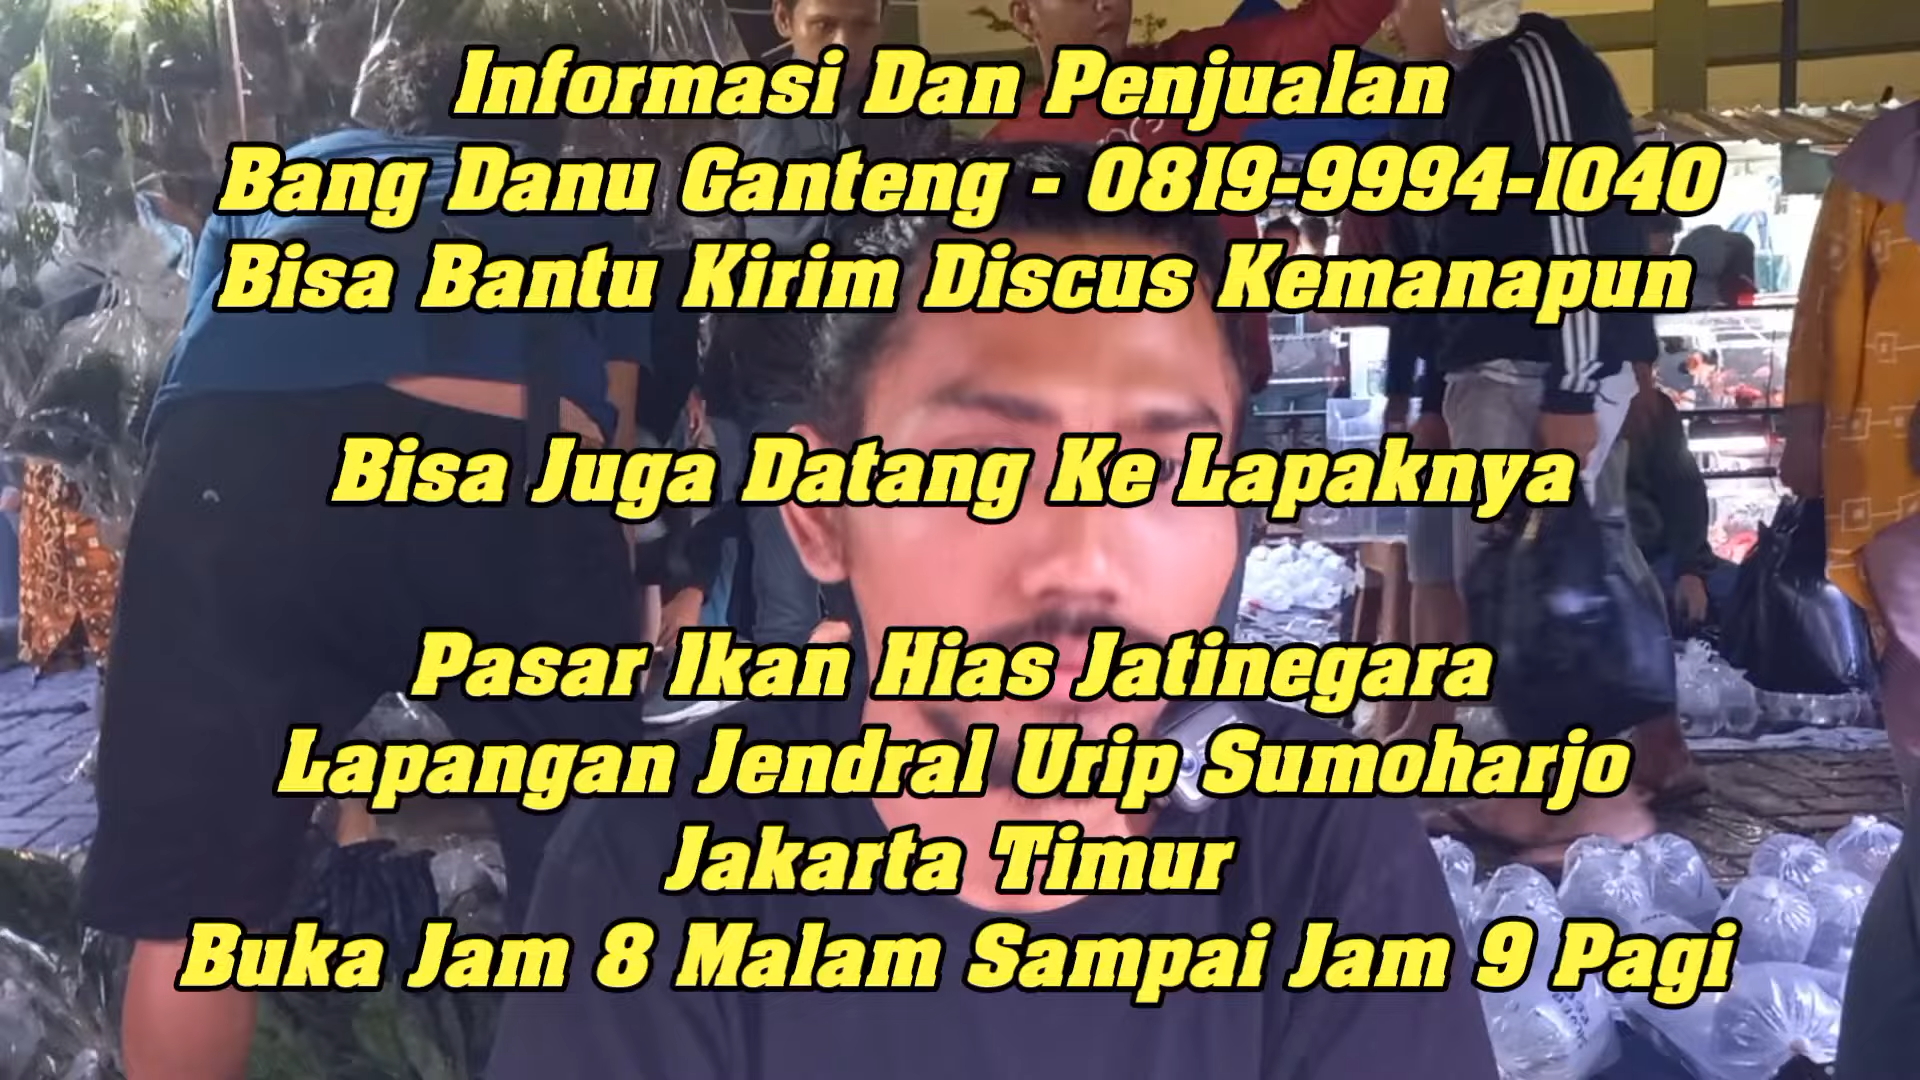 Informasi Dan Penjualan
Bang Danu Ganteng - 0819-9994-1040
Bisa Bantu Kirim Discus Kemanapun
Bisa Juga Datang Ke Lapaknya
Pasar Ikan Hias Jatinegara
Lapangan Jendral Urip Sumoharjo
Jakarta Timur
Buka Jam 8 Malam Sampai Jam 9 Pagi